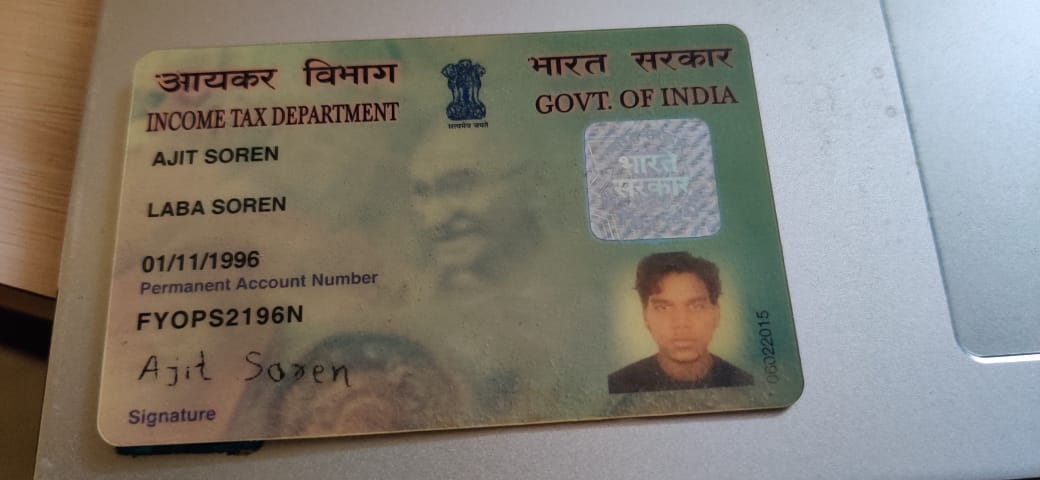 आयकर विभाग
INCOME TAX DEPARTMENT
सत्यमेव जयते
भारत सरकार
GOVT. OF INDIA
AJIT SOREN
LABA SOREN
01/11/1996
Permanent Account Number
FYOPS2196N
Ajit Soren
Signature
भारत
सरकार
06022015